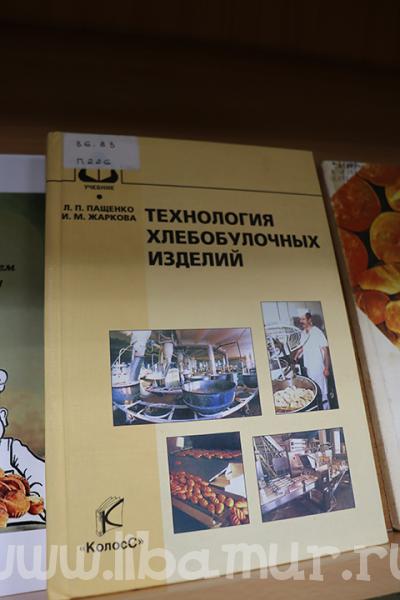 36.83
П226
УЧЕБНИК
Л. П. ПАЩЕНКО
И. М. ЖАРКОВА
ТЕХНОЛОГИЯ
ХЛЕБОБУЛОЧНЫХ
ИЗДЕЛИЙ
«КолосС»
www.libamur.ru